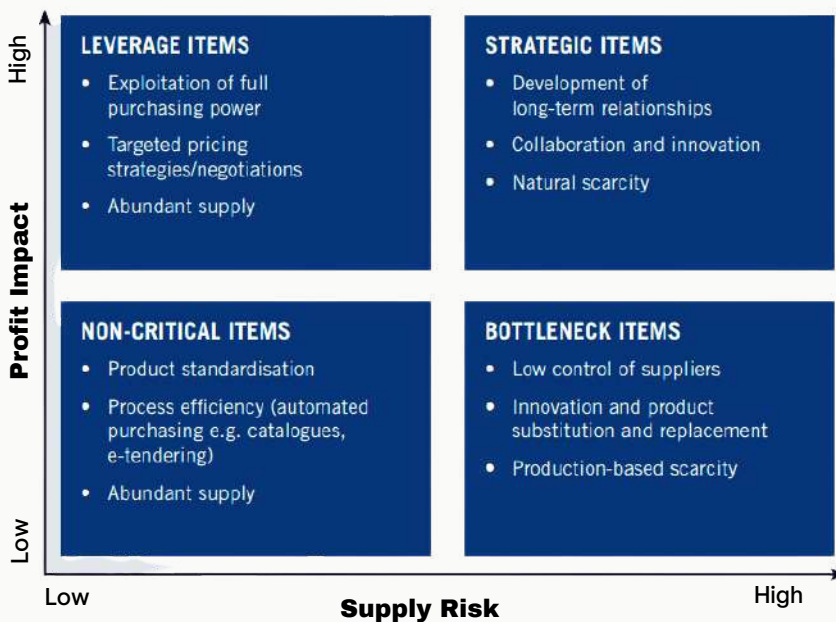 High
LEVERAGE ITEMS
• Exploitation of full
purchasing power
• Targeted pricing
strategies/negotiations
• Abundant supply
STRATEGIC ITEMS
• Development of
long-term relationships
• Collaboration and innovation
• Natural scarcity
Profit Impact
NON-CRITICAL ITEMS
• Product standardisation
• Process efficiency (automated
purchasing e.g. catalogues,
e-tendering)
• Abundant supply
BOTTLENECK ITEMS
• Low control of suppliers
• Innovation and product
substitution and replacement
• Production-based scarcity
Low
Low
Supply Risk
High